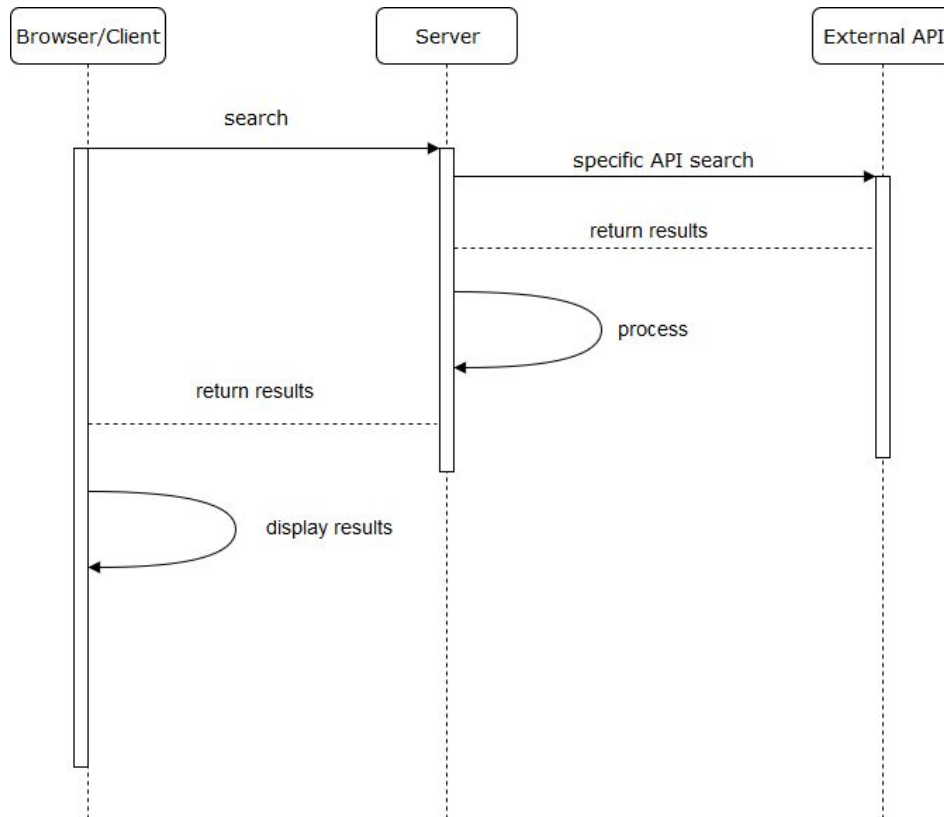 Browser/Client
Server
External API
search
specific API search
return results
process
return results
display results